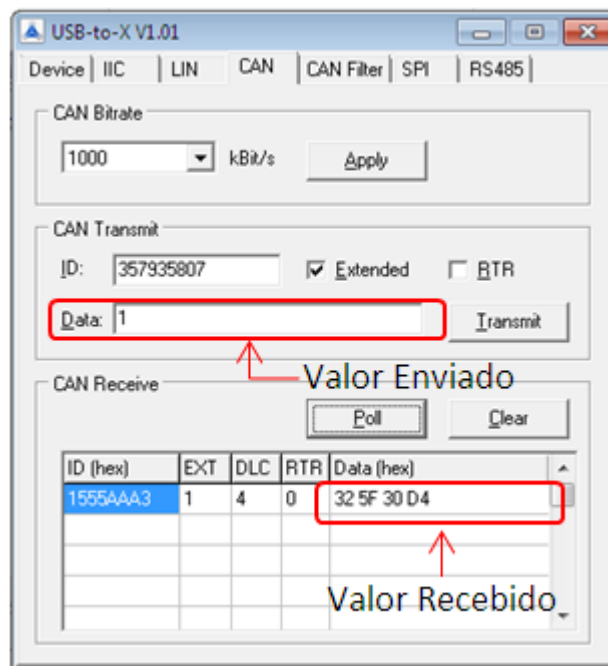 USB-to-X V1.01
Device IIC LIN CAN CAN Filter SPI RS485
CAN Bitrate
1000 kBit/s Apply
CAN Transmit
ID: 357935807 Extended RTR
Data: 1 Transmit
Valor Enviado
CAN Receive
Poll Clear
ID (hex) EXT DLC RTR Data (hex)
1555AAA3 1 4 0 32 5F 30 D4
Valor Recebido